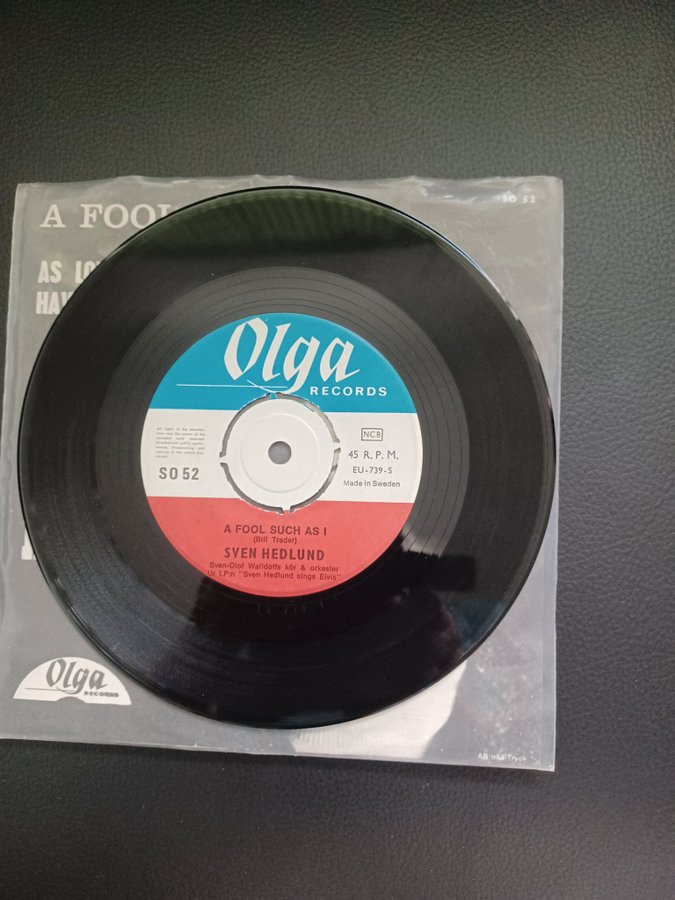 A FOOL
SO 52
AS LO
HAV
Olga
RECORDS
NCB
45 R. P. M.
EU-739-S
Made in Sweden
SO 52
A FOOL SUCH AS I
(Bill Trader)
SVEN HEDLUND
Sven-Olof Walldoffs kör & orkester
ur LP:n "Sven Hedlund sings Elvis"
Olga
RECORDS